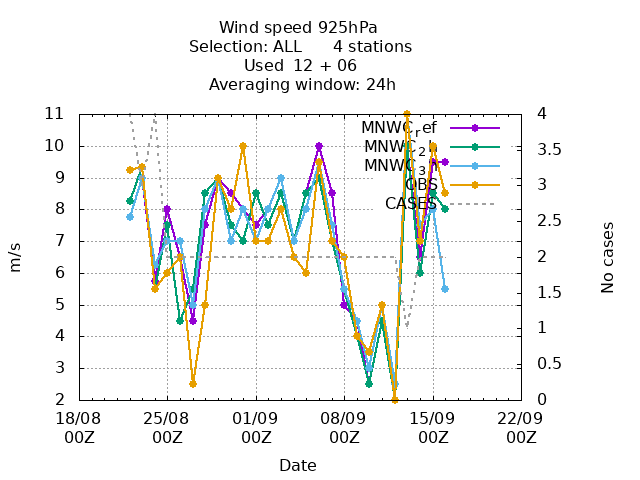 Wind speed 925hPa
Selection: ALL 4 stations
Used 12 + 06
Averaging window: 24h
11
10
9
8
7
6
5
4
3
2
4
3.5
3
2.5
2
1.5
1
0.5
0
m/s
No cases
MNWC_ref
MNWC_2
MNWC_3
OBS
CASES
18/08 25/08 01/09 08/09 15/09 22/09
00Z 00Z 00Z 00Z 00Z 00Z
Date